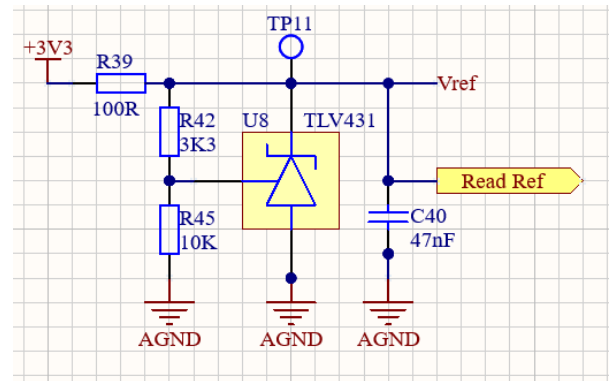 TP11
+3V3
R39
100R
Vref
R42
3K3
U8
TLV431
Read Ref
R45
10K
C40
47nF
AGND
AGND
AGND